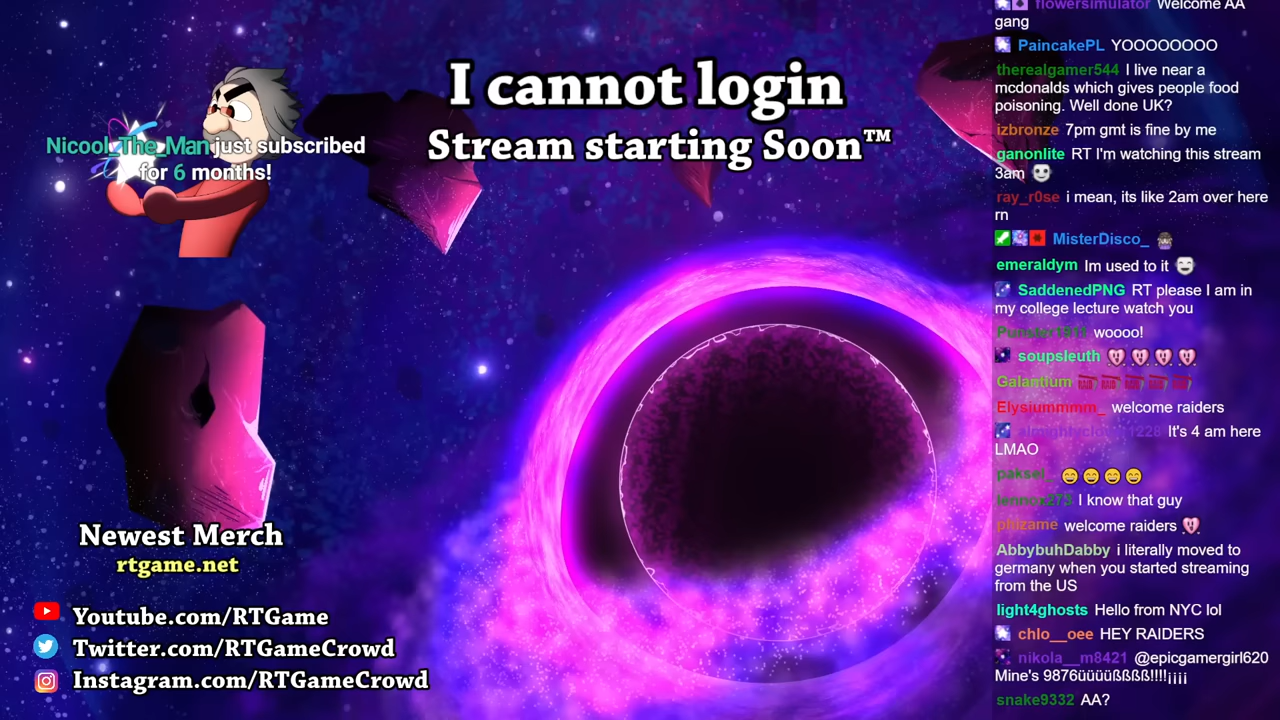 I cannot login
Stream starting Soon™
Nicool_The_Man just subscribed
for 6 months!
Newest Merch
rtgame.net
Youtube.com/RTGame
Twitter.com/RTGameCrowd
Instagram.com/RTGameCrowd
flowersimulator Welcome AA
gang
PaincakePL YOOOOOOOO
therealgamer544 I live near a
mcdonalds which gives people food
poisoning. Well done UK?
izbronze 7pm gmt is fine by me
ganonlite RT I'm watching this stream
3am
ray_r0se i mean, its like 2am over here
rn
MisterDisco_
emeraldym Im used to it
SaddenedPNG RT please I am in
my college lecture watch you
woooo!
soupsleuth
Galantium
Elysiummmm_ welcome raiders
It's 4 am here
LMAO
paksel_
lennox273 I know that guy
phizame welcome raiders
AbbybuhDabby i literally moved to
germany when you started streaming
from the US
light4ghosts Hello from NYC lol
chlo__oee HEY RAIDERS
nikola__m8421 @epicgamergirl620
Mine's 9876üüüüßßßß!!!!¡¡¡¡
snake9332 AA?